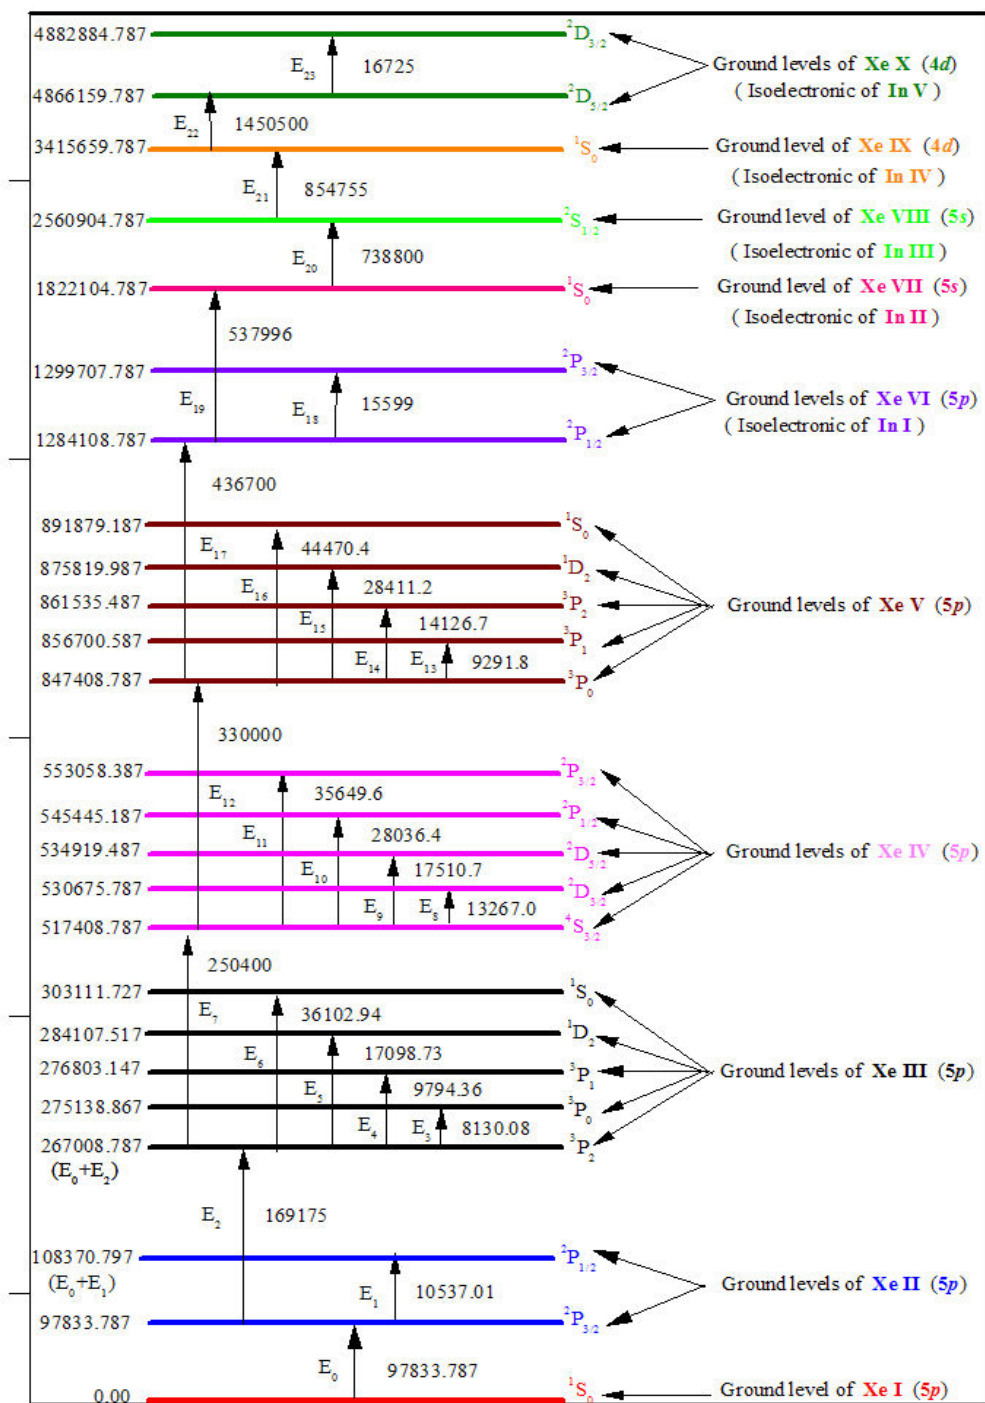 4882884.787 ²D₃/₂
E₂₃ 16725 Ground levels of Xe X (4d)
( Isoelectronic of In V )
4866159.787 ²D₅/₂
E₂₂ 1450500
3415659.787 ¹S₀ Ground level of Xe IX (4d)
( Isoelectronic of In IV )
E₂₁ 854755
2560904.787 ²S₁/₂ Ground level of Xe VIII (5s)
( Isoelectronic of In III )
E₂₀ 738800
1822104.787 ¹S₀ Ground level of Xe VII (5s)
( Isoelectronic of In II )
537996
1299707.787 ²P₃/₂
E₁₉ E₁₈ 15599 Ground levels of Xe VI (5p)
( Isoelectronic of In I )
1284108.787 ²P₁/₂
436700
891879.187 ¹S₀
E₁₇ 44470.4
875819.987 ¹D₂
E₁₆ 28411.2
861535.487 ³P₂ Ground levels of Xe V (5p)
E₁₅ 14126.7
856700.587 ³P₁
E₁₄ E₁₃ 9291.8
847408.787 ³P₀
330000
553058.387 ²P₃/₂
E₁₂ 35649.6
545445.187 ²P₁/₂
E₁₁ 28036.4
534919.487 ²D₅/₂ Ground levels of Xe IV (5p)
E₁₀ 17510.7
530675.787 ²D₃/₂
E₉ E₈ 13267.0
517408.787 ⁴S₃/₂
250400
303111.727 ¹S₀
E₇ 36102.94
284107.517 ¹D₂
E₆ 17098.73
276803.147 ³P₁ Ground levels of Xe III (5p)
E₅ 9794.36
275138.867 ³P₀
E₄ E₃ 8130.08
267008.787 ³P₂
(E₀+E₂)
E₂ 169175
108370.797 ²P₁/₂
(E₀+E₁) E₁ 10537.01 Ground levels of Xe II (5p)
97833.787 ²P₃/₂
E₀ 97833.787
0.00 ¹S₀ Ground level of Xe I (5p)